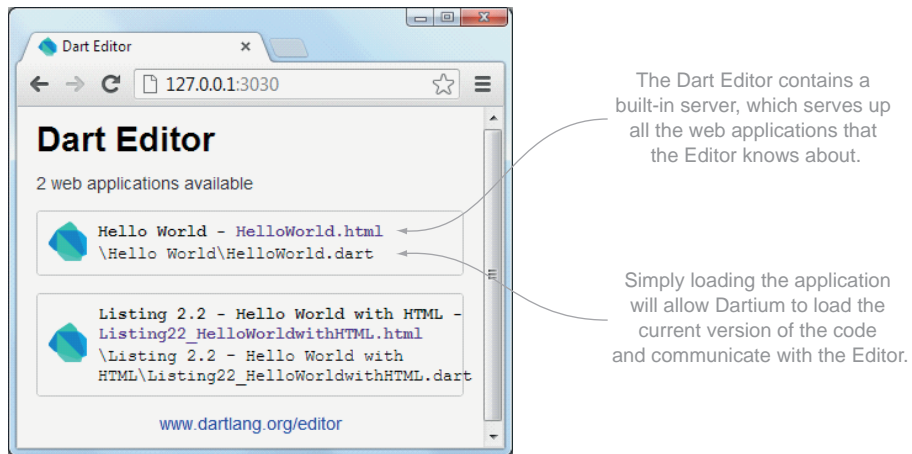 Dart Editor
127.0.0.1:3030
Dart Editor
2 web applications available
Hello World - HelloWorld.html
\Hello World\HelloWorld.dart
Listing 2.2 - Hello World with HTML -
Listing22_HelloWorldwithHTML.html
\Listing 2.2 - Hello World with
HTML\Listing22_HelloWorldwithHTML.dart
www.dartlang.org/editor
The Dart Editor contains a
built-in server, which serves up
all the web applications that
the Editor knows about.
Simply loading the application
will allow Dartium to load the
current version of the code
and communicate with the Editor.